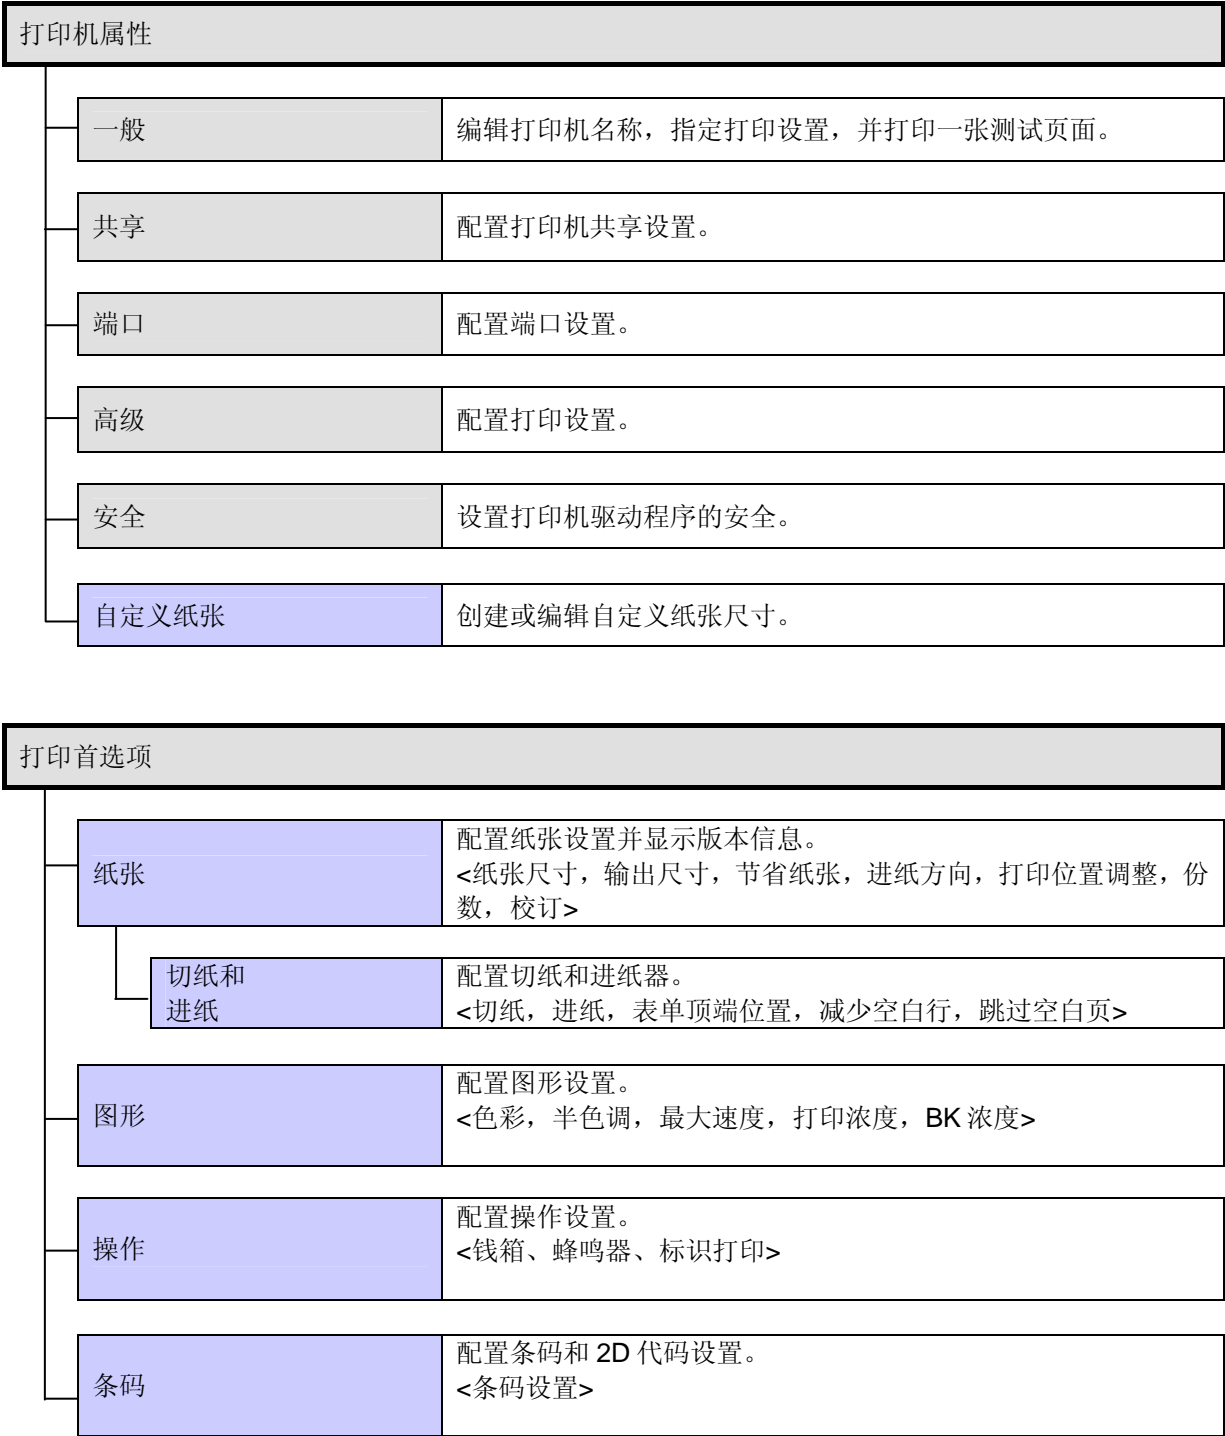 打印机属性
一般
编辑打印机名称，指定打印设置，并打印一张测试页面。
共享
配置打印机共享设置。
端口
配置端口设置。
高级
配置打印设置。
安全
设置打印机驱动程序的安全。
自定义纸张
创建或编辑自定义纸张尺寸。
打印首选项
纸张
配置纸张设置并显示版本信息。
<纸张尺寸，输出尺寸，节省纸张，进纸方向，打印位置调整，份
数，校订>
切纸和
进纸
配置切纸和进纸器。
<切纸，进纸，表单顶端位置，减少空白行，跳过空白页>
图形
配置图形设置。
<色彩，半色调，最大速度，打印浓度，BK 浓度>
操作
配置操作设置。
<钱箱、蜂鸣器、标识打印>
条码
配置条码和 2D 代码设置。
<条码设置>